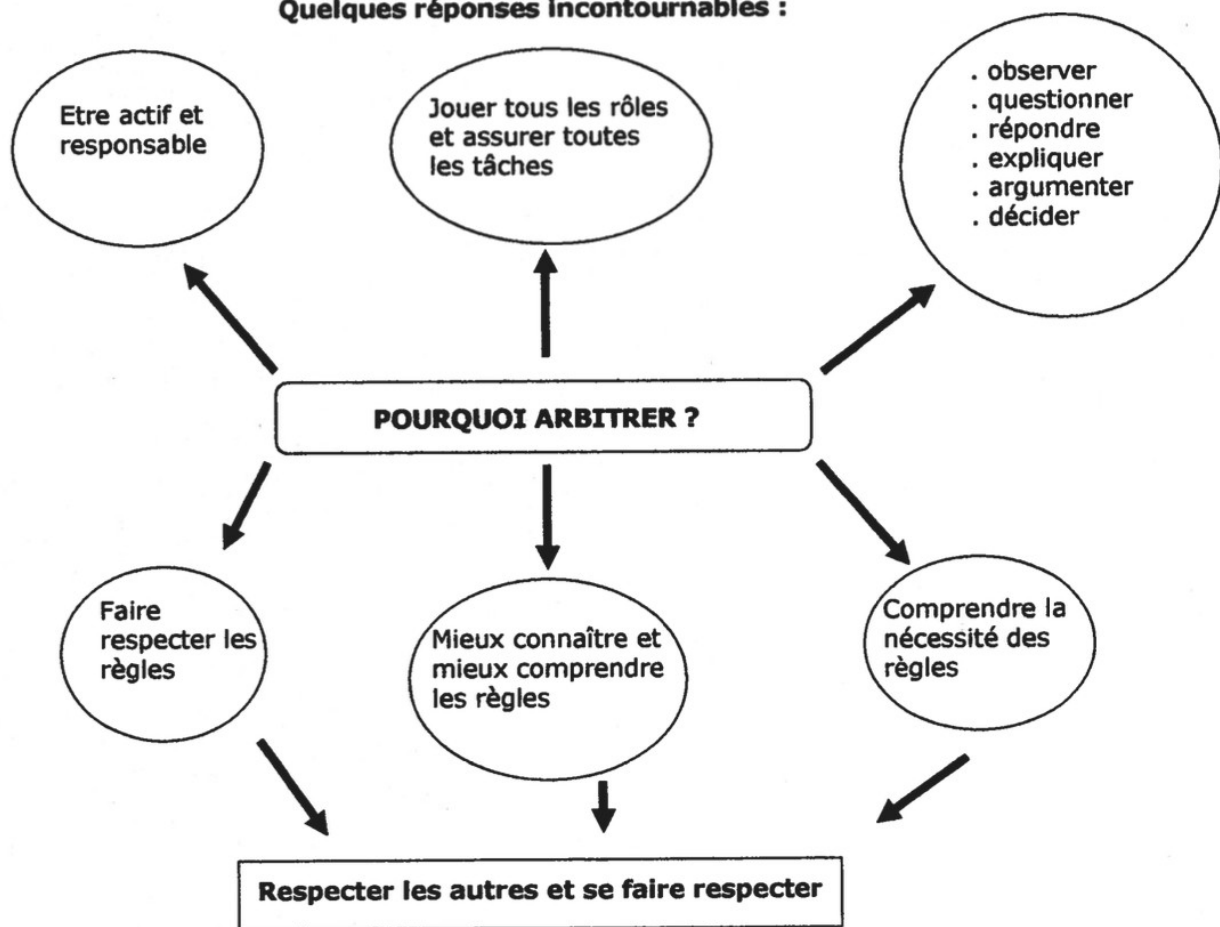 Quelques réponses incontournables :
Etre actif et
responsable
Jouer tous les rôles
et assurer toutes
les tâches
. observer
. questionner
. répondre
. expliquer
. argumenter
. décider
POURQUOI ARBITRER ?
Faire
respecter les
règles
Mieux connaître et
mieux comprendre
les règles
Comprendre la
nécessité des
règles
Respecter les autres et se faire respecter